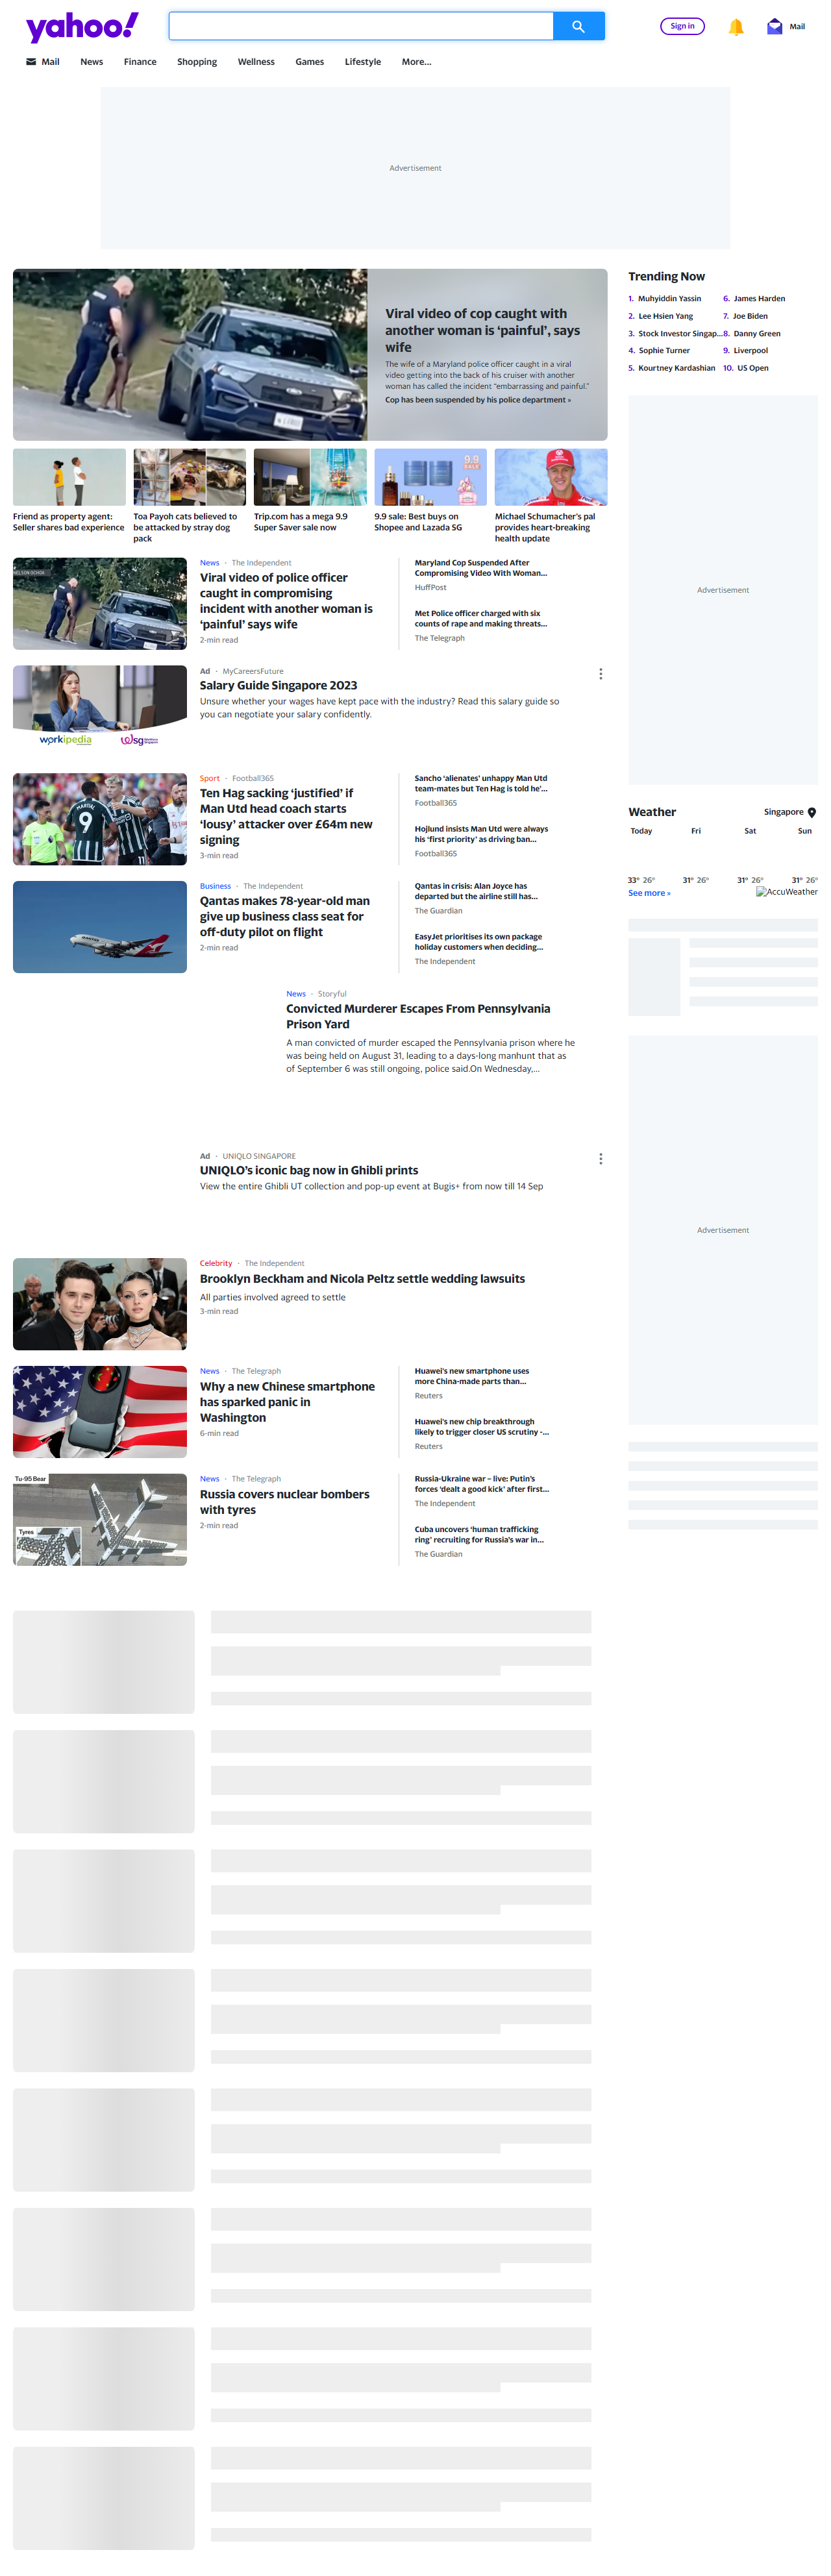 yahoo!
Sign in
Mail
Mail
News
Finance
Shopping
Wellness
Games
Lifestyle
More...
Advertisement
Viral video of cop caught with
another woman is ‘painful’, says
wife
The wife of a Maryland police officer caught in a viral
video getting into the back of his cruiser with another
woman has called the incident “embarrassing and painful.”
Cop has been suspended by his police department »
Friend as property agent:
Seller shares bad experience
Toa Payoh cats believed to
be attacked by stray dog
pack
9.9
SALE
Trip.com has a mega 9.9
Super Saver sale now
9.9 sale: Best buys on
Shopee and Lazada SG
Michael Schumacher's pal
provides heart-breaking
health update
News · The Independent
Viral video of police officer
caught in compromising
incident with another woman is
‘painful’ says wife
2-min read
Maryland Cop Suspended After
Compromising Video With Woman...
HuffPost
Met Police officer charged with six
counts of rape and making threats...
The Telegraph
workipedia
wsg
Ad · MyCareersFuture
Salary Guide Singapore 2023
Unsure whether your wages have kept pace with the industry? Read this salary guide so
you can negotiate your salary confidently.
MARTIAL
9
11
Sport · Football365
Ten Hag sacking ‘justified’ if
Man Utd head coach starts
‘lousy’ attacker over £64m new
signing
3-min read
Sancho ‘alienates’ unhappy Man Utd
team-mates but Ten Hag is told he’...
Football365
Hojlund insists Man Utd were always
his ‘first priority’ as driving ban...
Football365
Business · The Independent
Qantas makes 78-year-old man
give up business class seat for
off-duty pilot on flight
2-min read
Qantas in crisis: Alan Joyce has
departed but the airline still has...
The Guardian
EasyJet prioritises its own package
holiday customers when deciding...
The Independent
News · Storyful
Convicted Murderer Escapes From Pennsylvania
Prison Yard
A man convicted of murder escaped the Pennsylvania prison where he
was being held on August 31, leading to a days-long manhunt that as
of September 6 was still ongoing, police said.On Wednesday,...
Ad · UNIQLO SINGAPORE
UNIQLO's iconic bag now in Ghibli prints
View the entire Ghibli UT collection and pop-up event at Bugis+ from now till 14 Sep
Celebrity · The Independent
Brooklyn Beckham and Nicola Peltz settle wedding lawsuits
All parties involved agreed to settle
3-min read
News · The Telegraph
Why a new Chinese smartphone
has sparked panic in
Washington
6-min read
Huawei's new smartphone uses
more China-made parts than...
Reuters
Huawei's new chip breakthrough
likely to trigger closer US scrutiny -...
Reuters
Tu-95 Bear
Tyres
News · The Telegraph
Russia covers nuclear bombers
with tyres
2-min read
Russia-Ukraine war – live: Putin’s
forces ‘dealt a good kick’ after first...
The Independent
Cuba uncovers ‘human trafficking
ring’ recruiting for Russia’s war in...
The Guardian
Trending Now
1. Muhyiddin Yassin
2. Lee Hsien Yang
3. Stock Investor Singap...
4. Sophie Turner
5. Kourtney Kardashian
6. James Harden
7. Joe Biden
8. Danny Green
9. Liverpool
10. US Open
Advertisement
Weather
Singapore
Today Fri Sat Sun
33° 26° 31° 26° 31° 26° 31° 26°
See more »
AccuWeather
Advertisement